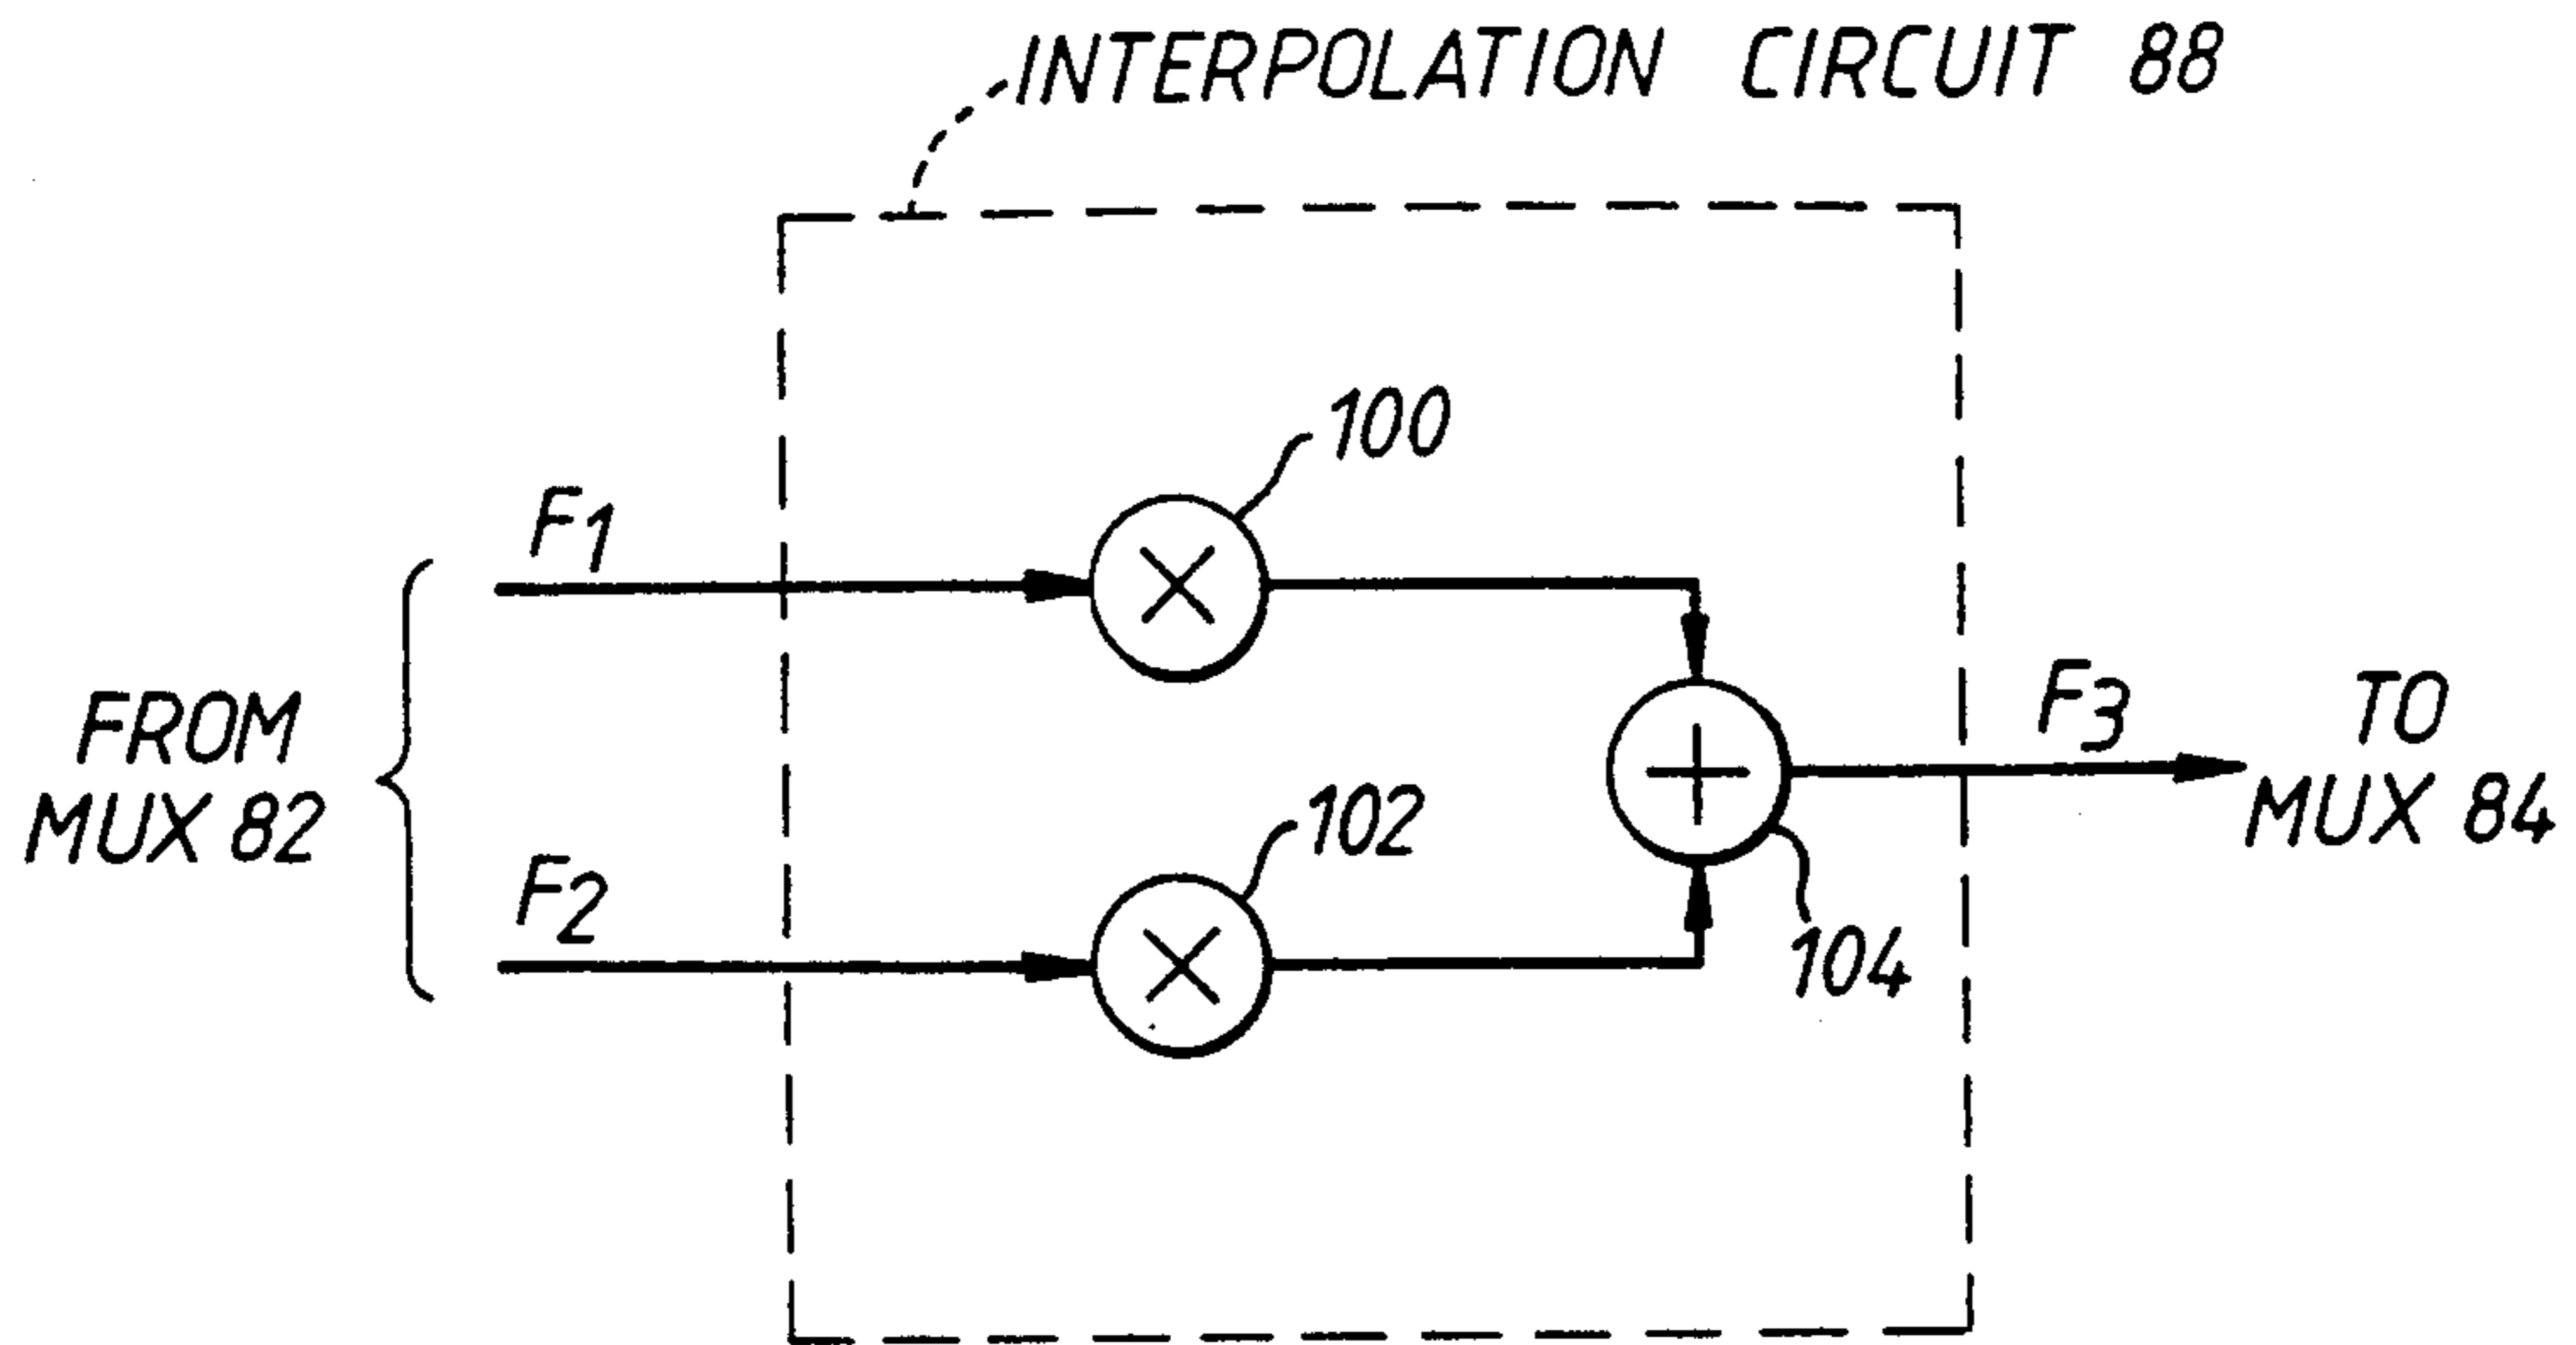 INTERPOLATION CIRCUIT 88
100
F1
FROM
MUX 82
F2
102
104
F3
TO
MUX 84